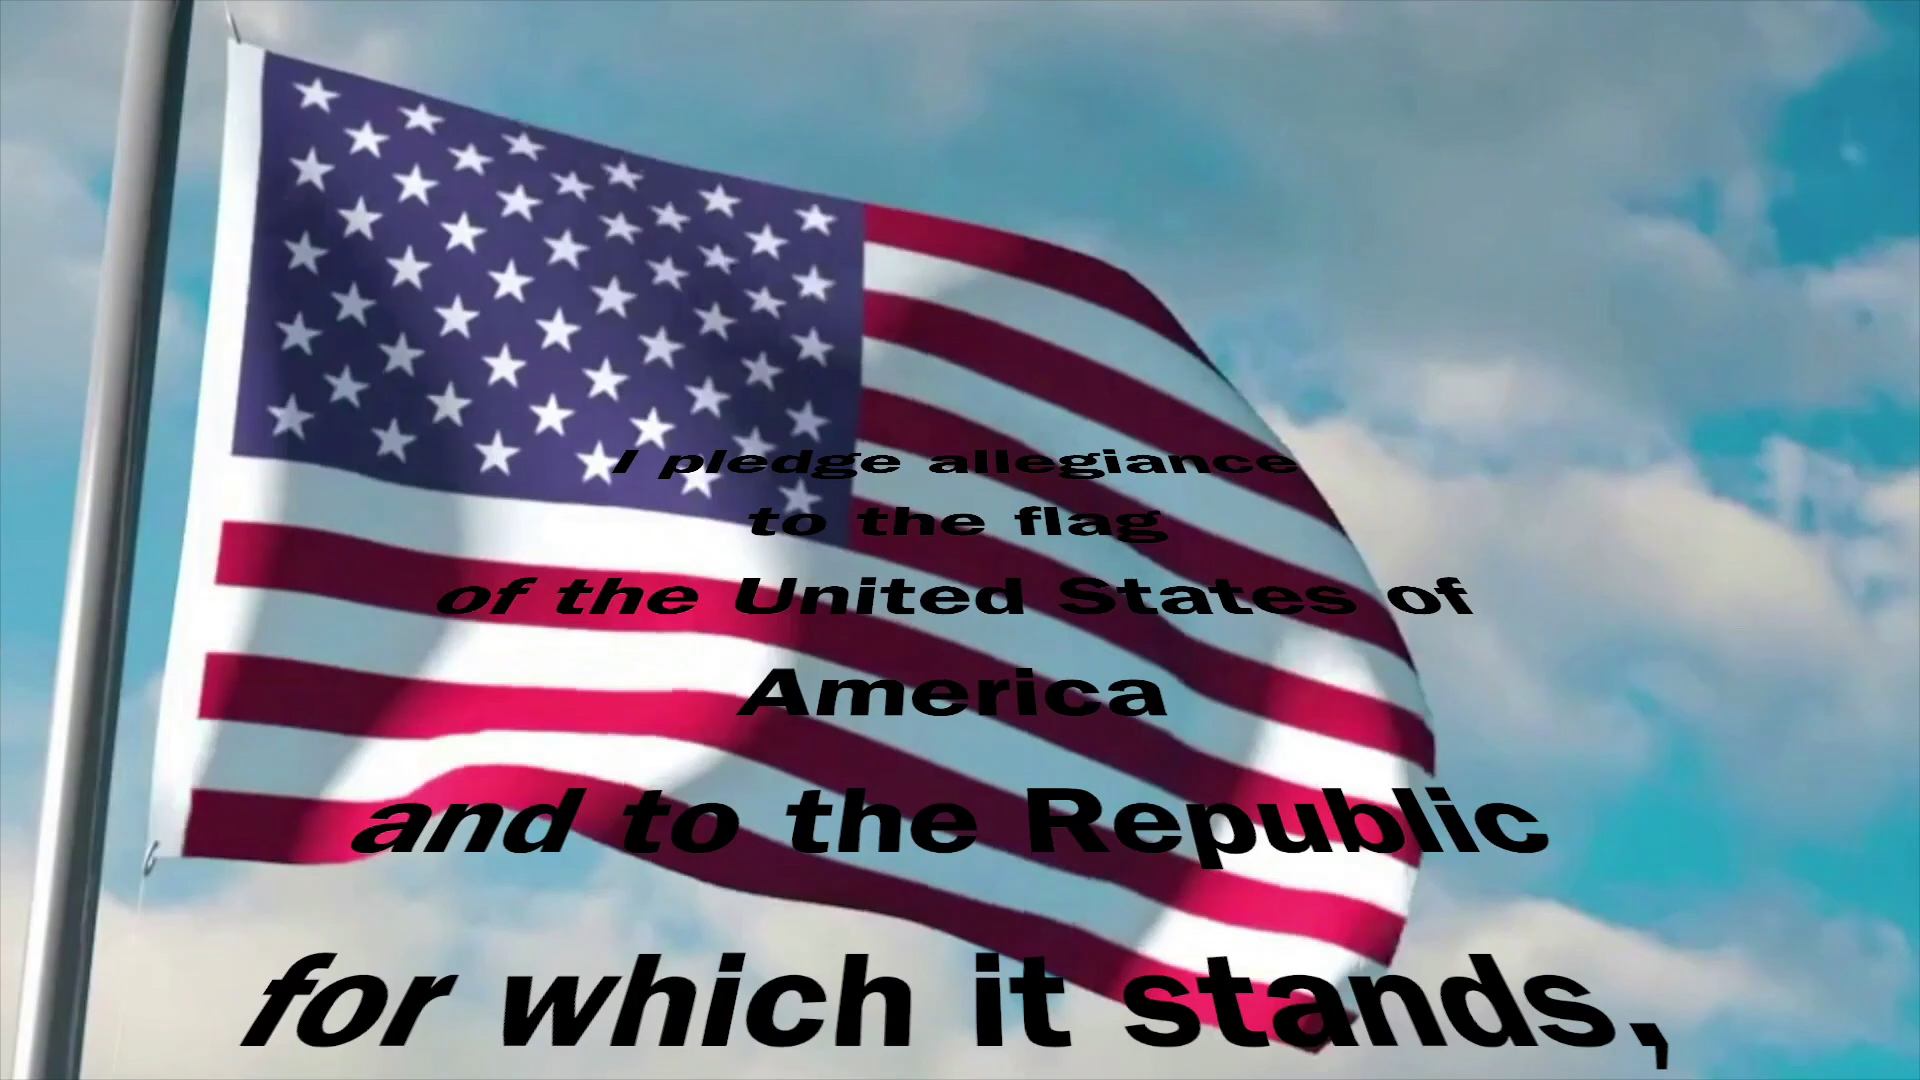 I pledge allegiance
to the flag
of the United States of
America
and to the Republic
for which it stands,